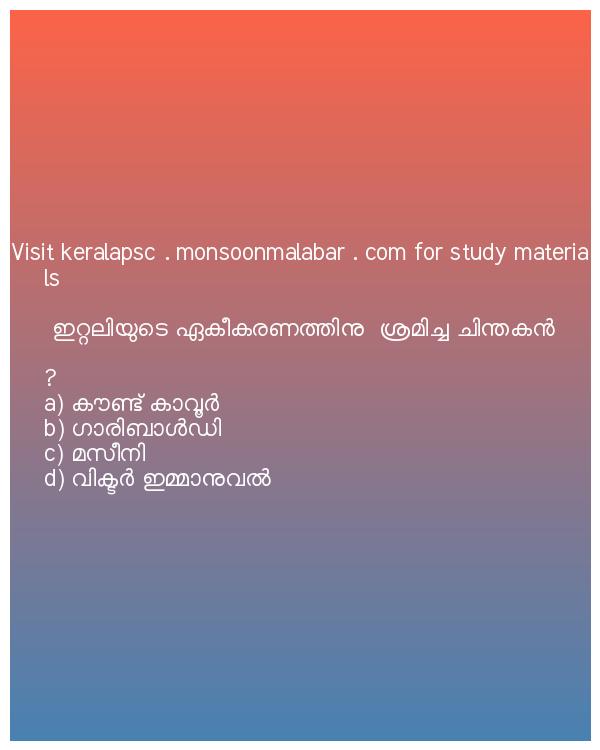 Visit keralapsc . monsoonmalabar . com for study materia
ls
ഇറ്റലിയുടെ ഏകീകരണത്തിനു  ശ്രമിച്ച ചിന്തകൻ
?
a) കൗണ്ട് കാവൂർ
b) ഗാരിബാൾഡി
c) മസീനി
d) വിക്ടർ ഇമ്മാനുവൽ